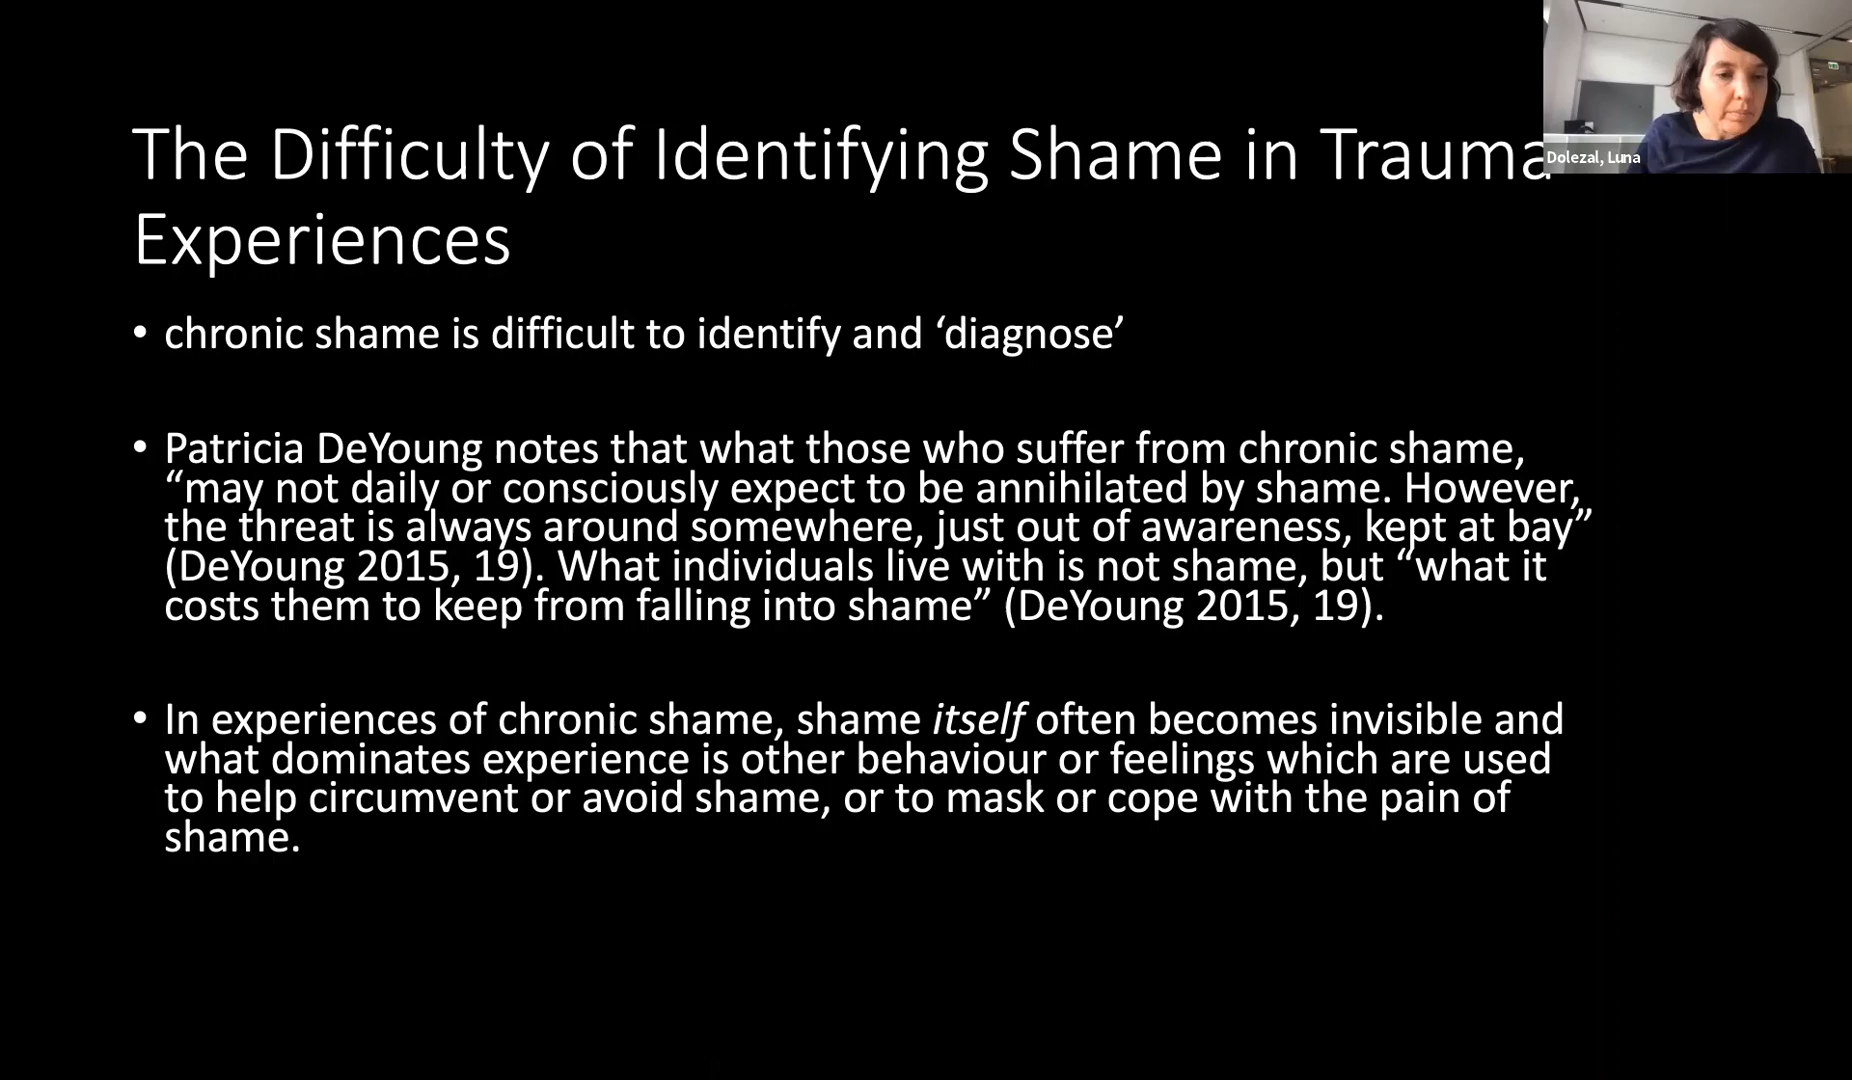 The Difficulty of Identifying Shame in Trauma
Experiences
Dolezal, Luna
• chronic shame is difficult to identify and ‘diagnose’
• Patricia DeYoung notes that what those who suffer from chronic shame,
“may not daily or consciously expect to be annihilated by shame. However,
the threat is always around somewhere, just out of awareness, kept at bay”
(DeYoung 2015, 19). What individuals live with is not shame, but “what it
costs them to keep from falling into shame” (DeYoung 2015, 19).
• In experiences of chronic shame, shame itself often becomes invisible and
what dominates experience is other behaviour or feelings which are used
to help circumvent or avoid shame, or to mask or cope with the pain of
shame.